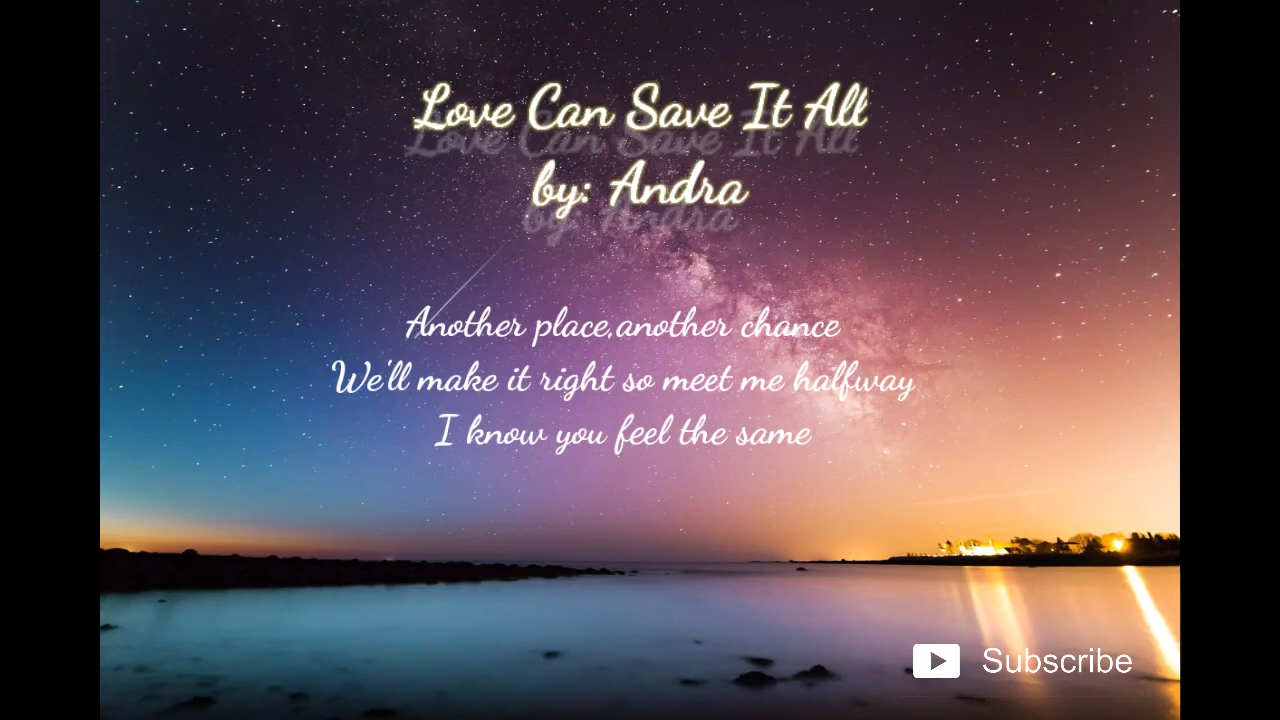 Love Can Save It All
by: Andra
Another place,another chance
We'll make it right so meet me halfway
I know you feel the same
Subscribe